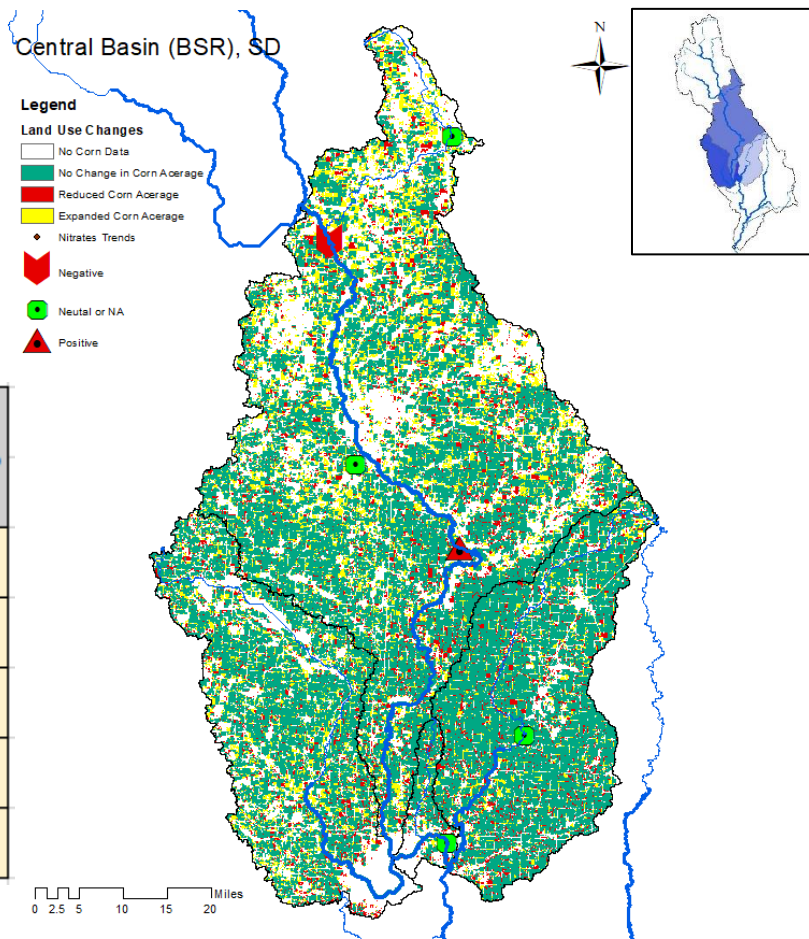 Central Basin (BSR), SD
N
Legend
Land Use Changes
No Corn Data
No Change in Corn Acerage
Reduced Corn Acerage
Expanded Corn Acerage
Nitrates Trends
Negative
Neutal or NA
Positive
Miles
0 2.5 5 10 15 20